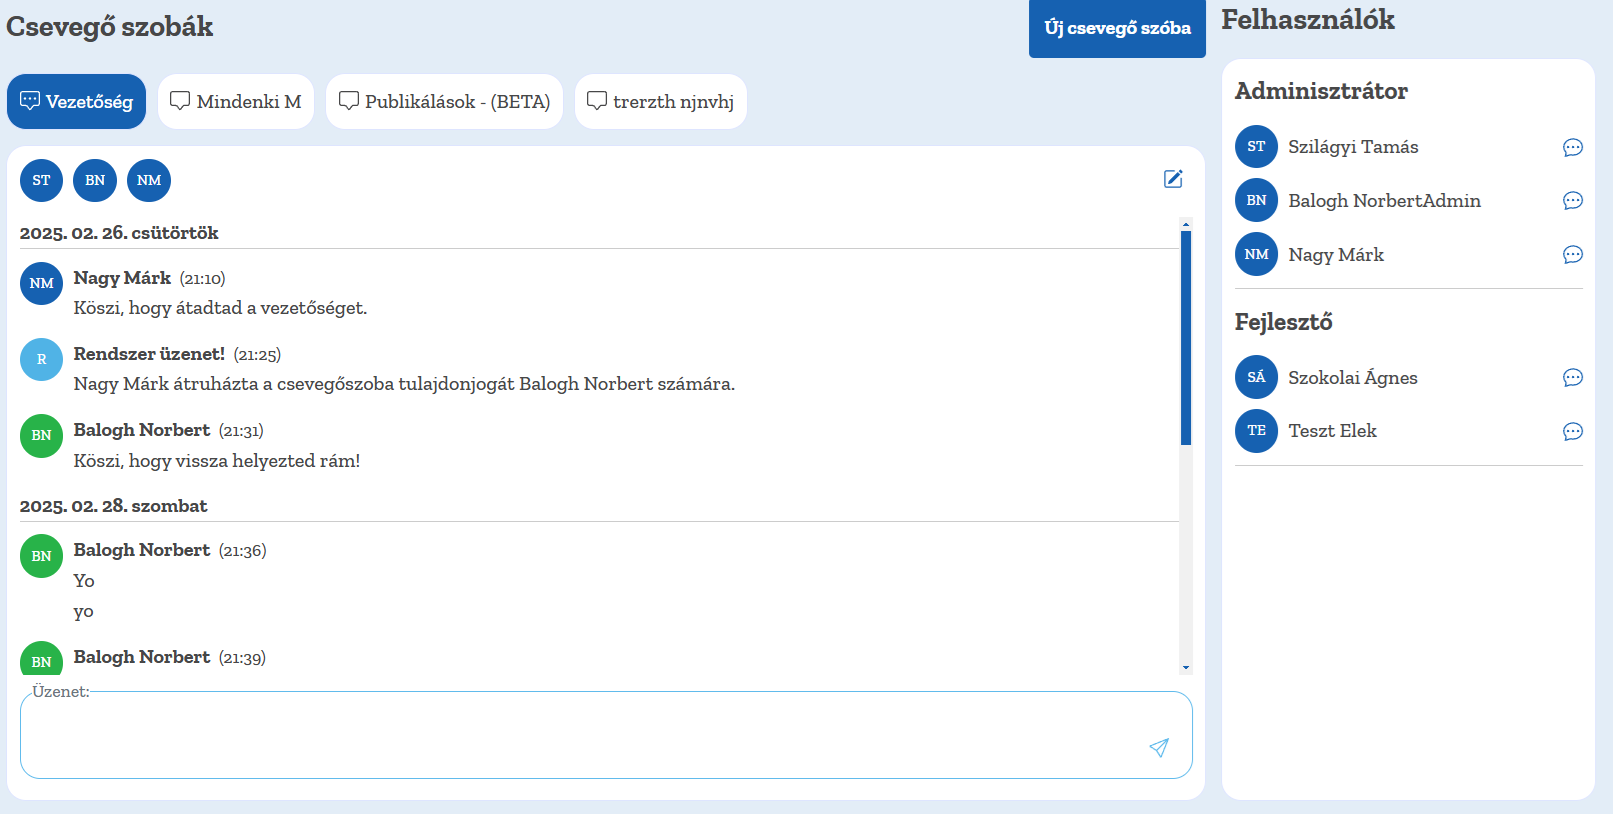 Csevegő szobák
Új csevegő szóba
Vezetőség
Mindenki M
Publikálások - (BETA)
trerzth njnvhj
ST
BN
NM
2025. 02. 26. csütörtök
NM
Nagy Márk (21:10)
Köszi, hogy átadtad a vezetőséget.
R
Rendszer üzenet! (21:25)
Nagy Márk átruházta a csevegőszoba tulajdonjogát Balogh Norbert számára.
BN
Balogh Norbert (21:31)
Köszi, hogy vissza helyezted rám!
2025. 02. 28. szombat
BN
Balogh Norbert (21:36)
Yo
yo
BN
Balogh Norbert (21:39)
Üzenet:
Felhasználók
Adminisztrátor
ST
Szilágyi Tamás
BN
Balogh NorbertAdmin
NM
Nagy Márk
Fejlesztő
SÁ
Szokolai Ágnes
TE
Teszt Elek